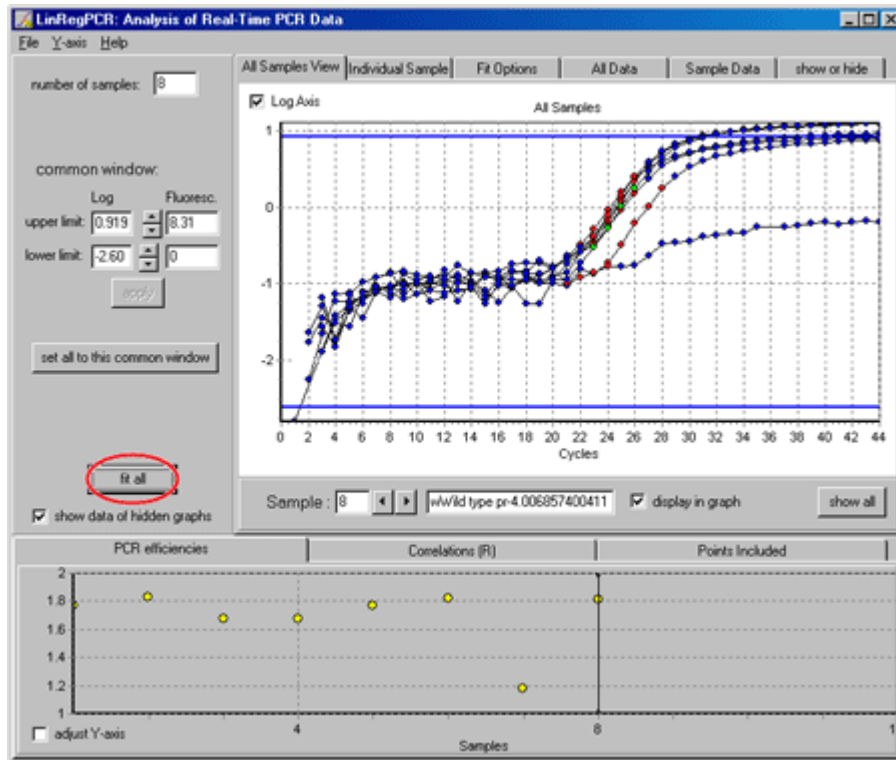 LinRegPCR: Analysis of Real-Time PCR Data
File Y-axis Help
number of samples: 8
common window:
Log Fluoresc.
upper limit: 0.919 8.31
lower limit: -2.60 0
apply
set all to this common window
fit all
show data of hidden graphs
All Samples View Individual Sample Fit Options All Data Sample Data show or hide
Log Axis
All Samples
1
0
-1
-2
0 2 4 6 8 10 12 14 16 18 20 22 24 26 28 30 32 34 36 38 40 42 44
Cycles
Sample : 8 wWild type pr-4.006857400411 display in graph show all
PCR efficiencies Correlations (R) Points Included
2
1.8
1.6
1.4
1.2
1
4 8 1
adjust Y-axis
Samples